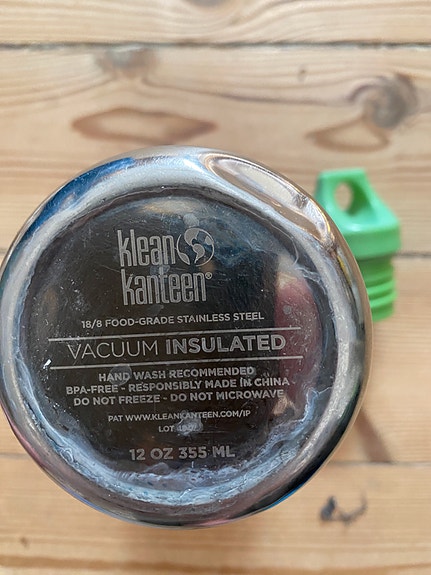 klean
kanteen®
18/8 FOOD-GRADE STAINLESS STEEL
VACUUM INSULATED
HAND WASH RECOMMENDED
BPA-FREE - RESPONSIBLY MADE IN CHINA
DO NOT FREEZE - DO NOT MICROWAVE
PAT WWW.KLEANKANTEEN.COM/IP
LOT
12 OZ 355 ML